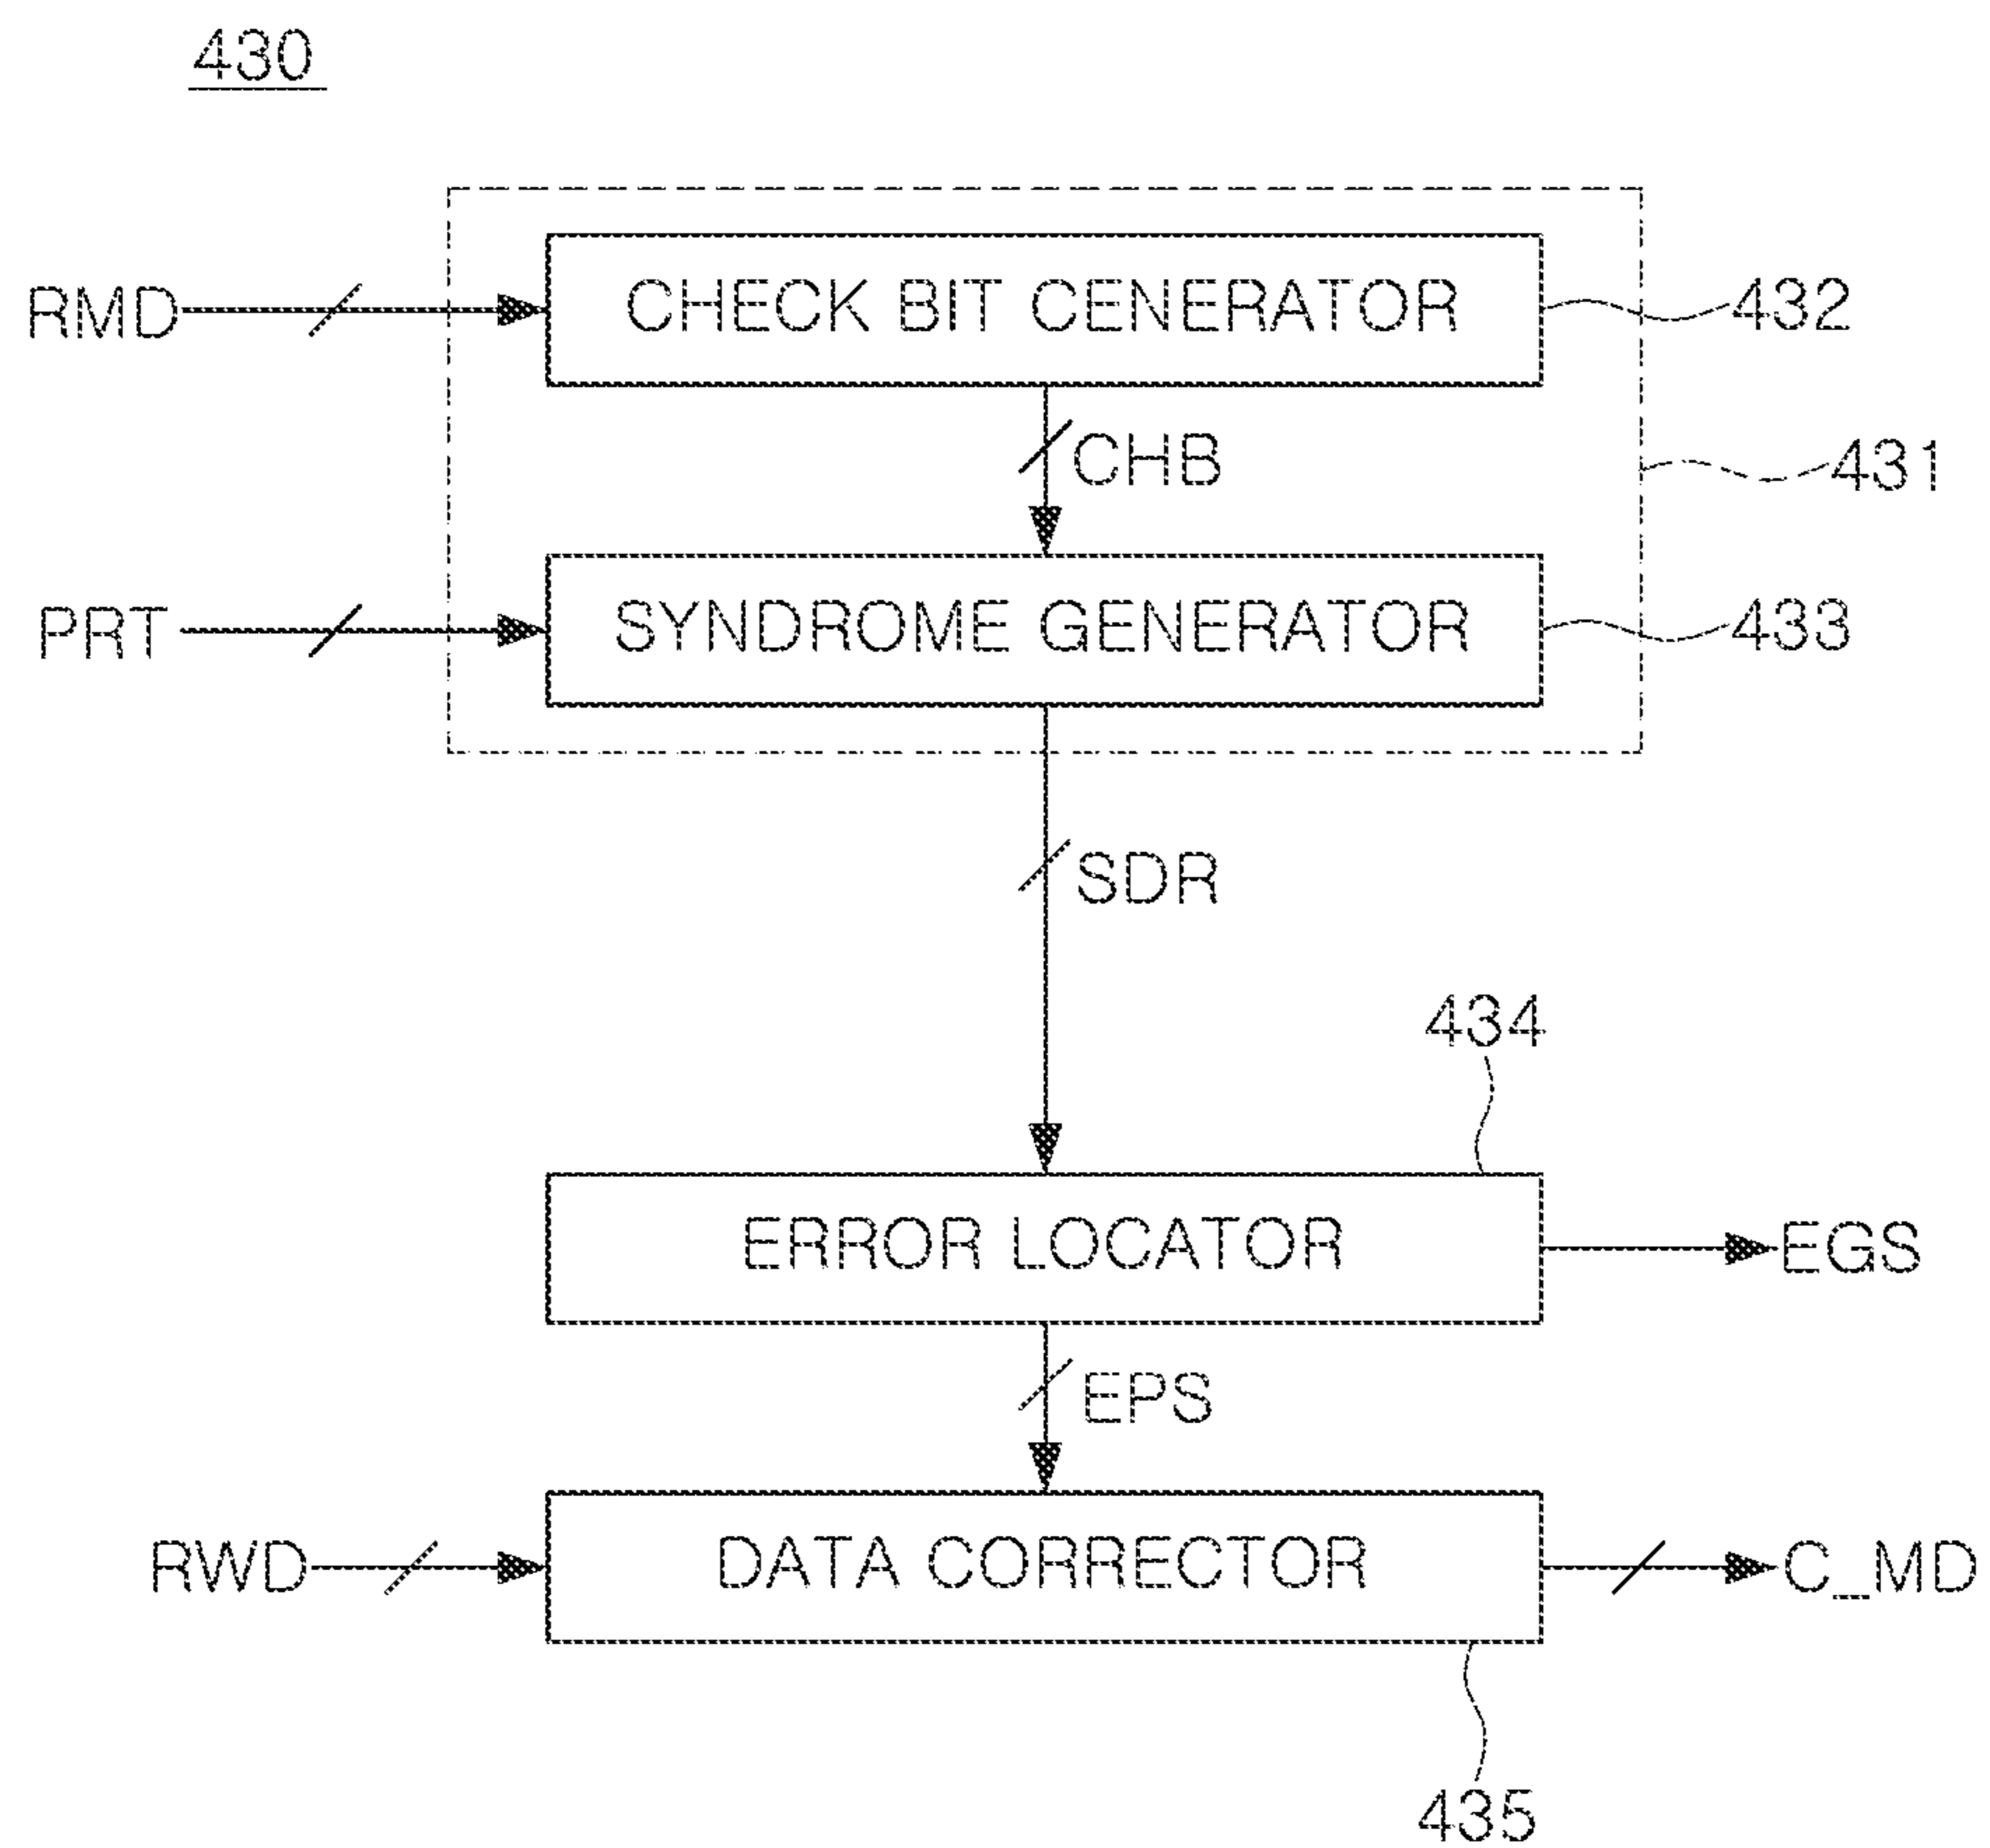 430
RMD
CHECK BIT CENERATOR
432
CHB
431
PRT
SYNDROME GENERATOR
433
SDR
434
ERROR LOCATOR
EGS
EPS
RWD
DATA CORRECTOR
C_MD
435